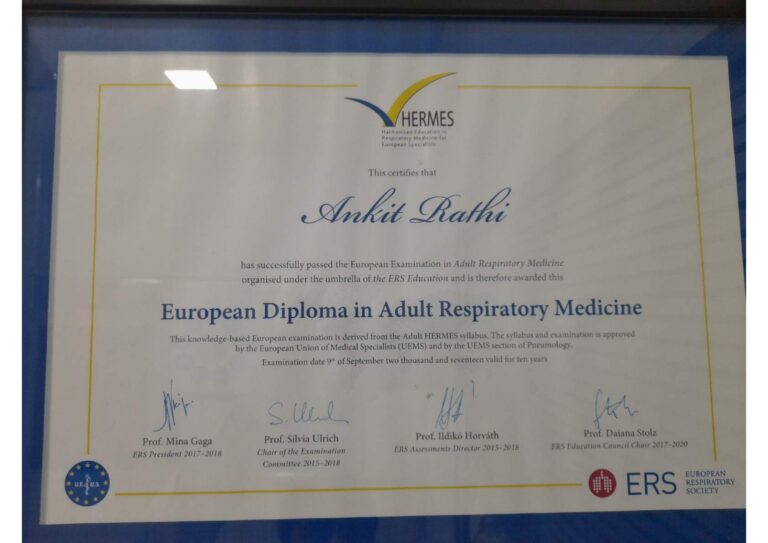 HERMES
Harmonised Education in
Respiratory Medicine for
European Specialists
This certifies that
Ankit Rathi
has successfully passed the European Examination in Adult Respiratory Medicine
organised under the umbrella of the ERS Education and is therefore awarded this
European Diploma in Adult Respiratory Medicine
This knowledge-based European examination is derived from the Adult HERMES syllabus. The syllabus and examination is approved
by the European Union of Medical Specialists (UEMS) and by the UEMS section of Pneumology.
Examination date 9th of September two thousand and seventeen valid for ten years
S. Ulrich
Prof. Mina Gaga
ERS President 2017–2018
Prof. Silvia Ulrich
Chair of the Examination
Committee 2015–2018
Prof. Ildikó Horváth
ERS Assessments Director 2015–2018
Prof. Daiana Stolz
ERS Education Council Chair 2017–2020
U.E.M.S.
ERS
EUROPEAN
RESPIRATORY
SOCIETY